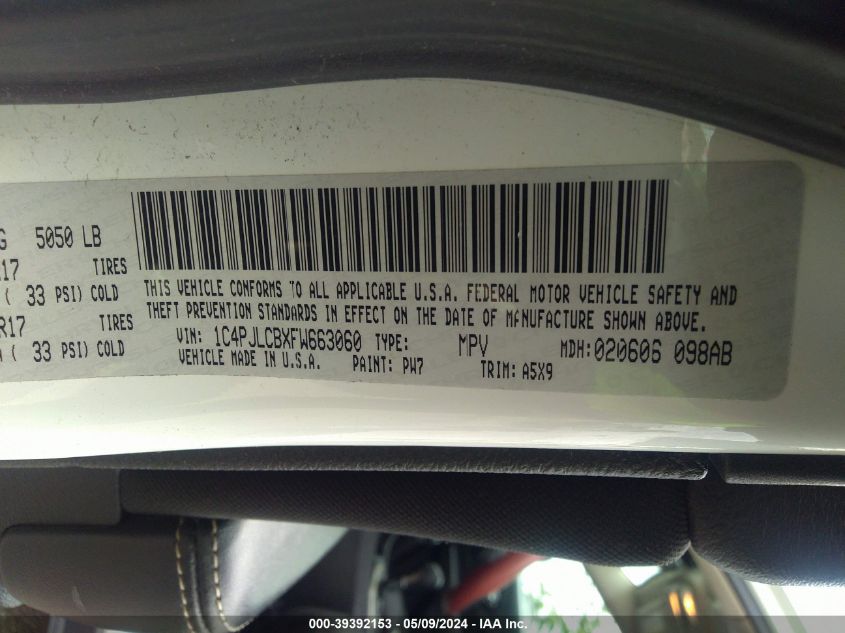 G 5050 LB
R17 TIRES
( 33 PSI) COLD
R17 TIRES
( 33 PSI) COLD
THIS VEHICLE CONFORMS TO ALL APPLICABLE U.S.A. FEDERAL MOTOR VEHICLE SAFETY AND
THEFT PREVENTION STANDARDS IN EFFECT ON THE DATE OF MANUFACTURE SHOWN ABOVE.
VIN: 1C4PJLCBXFW663060 TYPE: MPV MDH:020606 098AB
VEHICLE MADE IN U.S.A. PAINT: PW7 TRIM: A5X9
000-39392153 — 05/09/2024 — IAA Inc.